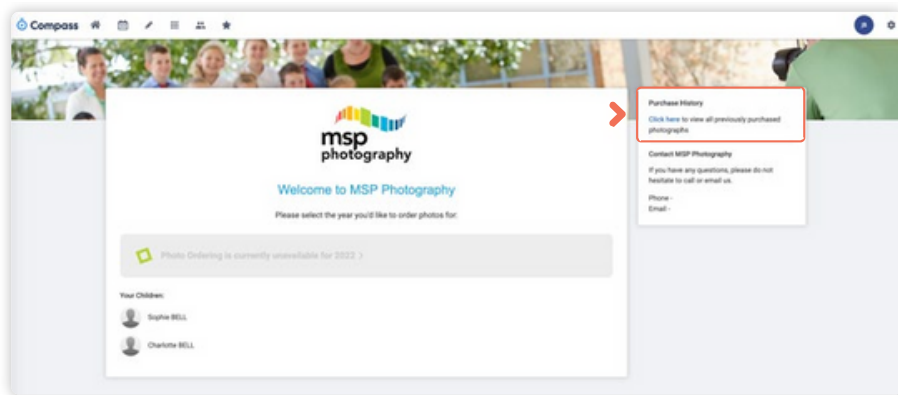 Compass
msp
photography
Welcome to MSP Photography
Please select the year you'd like to order photos for:
Photo Ordering is currently unavailable for 2022 >
Your Children:
Sophie BELL
Charlotte BELL
Purchase History
Click here to view all previously purchased
photographs
Contact MSP Photography
If you have any questions, please do not
hesitate to call or email us.
Phone -
Email -